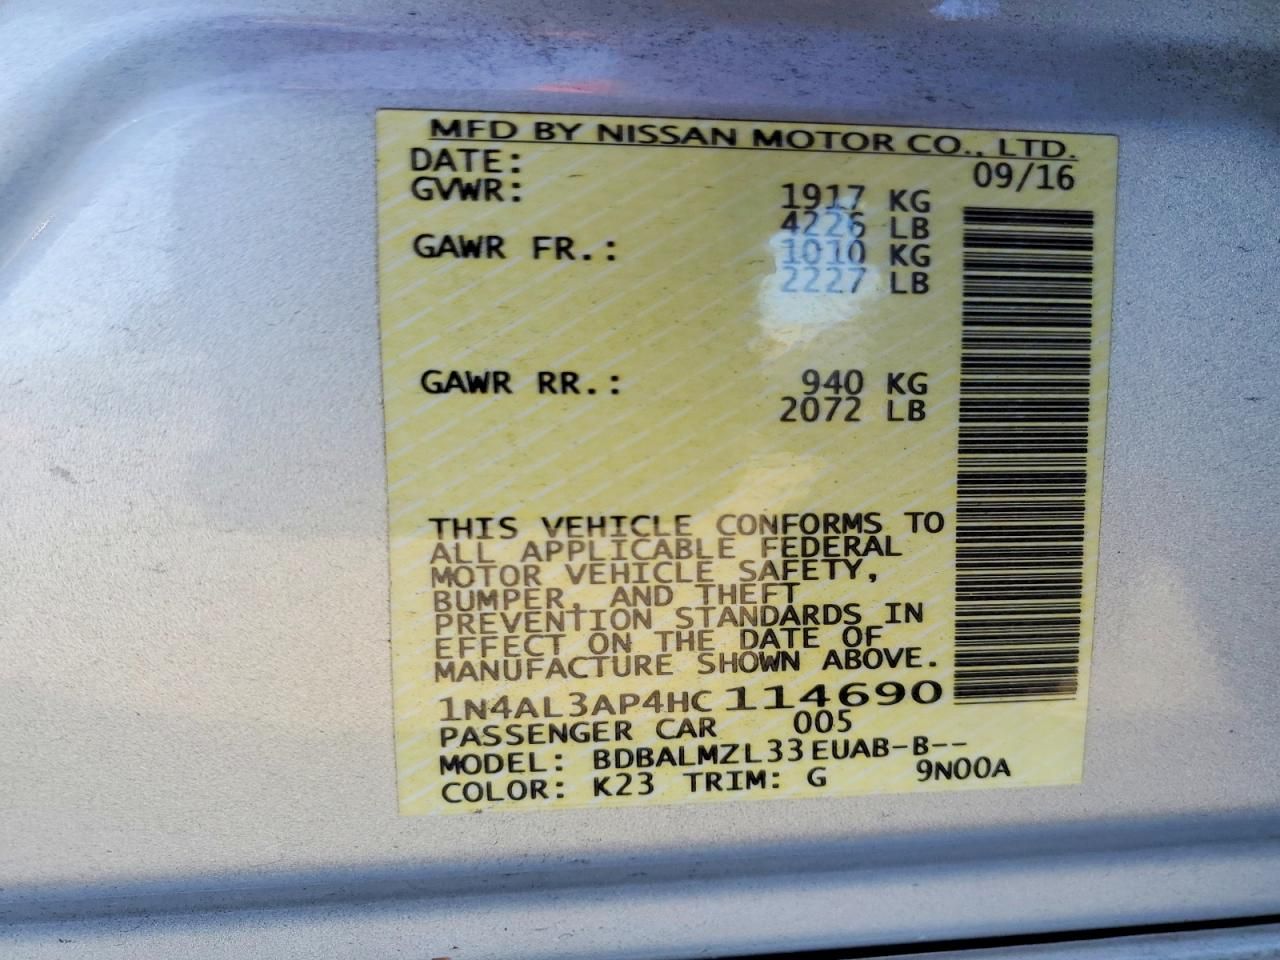 MFD BY NISSAN MOTOR CO., LTD.
DATE: 09/16
GVWR: 1917 KG
4226 LB
GAWR FR.: 1010 KG
2227 LB
GAWR RR.: 940 KG
2072 LB
THIS VEHICLE CONFORMS TO
ALL APPLICABLE FEDERAL
MOTOR VEHICLE SAFETY,
BUMPER, AND THEFT
PREVENTION STANDARDS IN
EFFECT ON THE DATE OF
MANUFACTURE SHOWN ABOVE.
1N4AL3AP4HC114690
PASSENGER CAR 005
MODEL: BDBALMZL33EUAB-B--
COLOR: K23 TRIM: G 9N00A